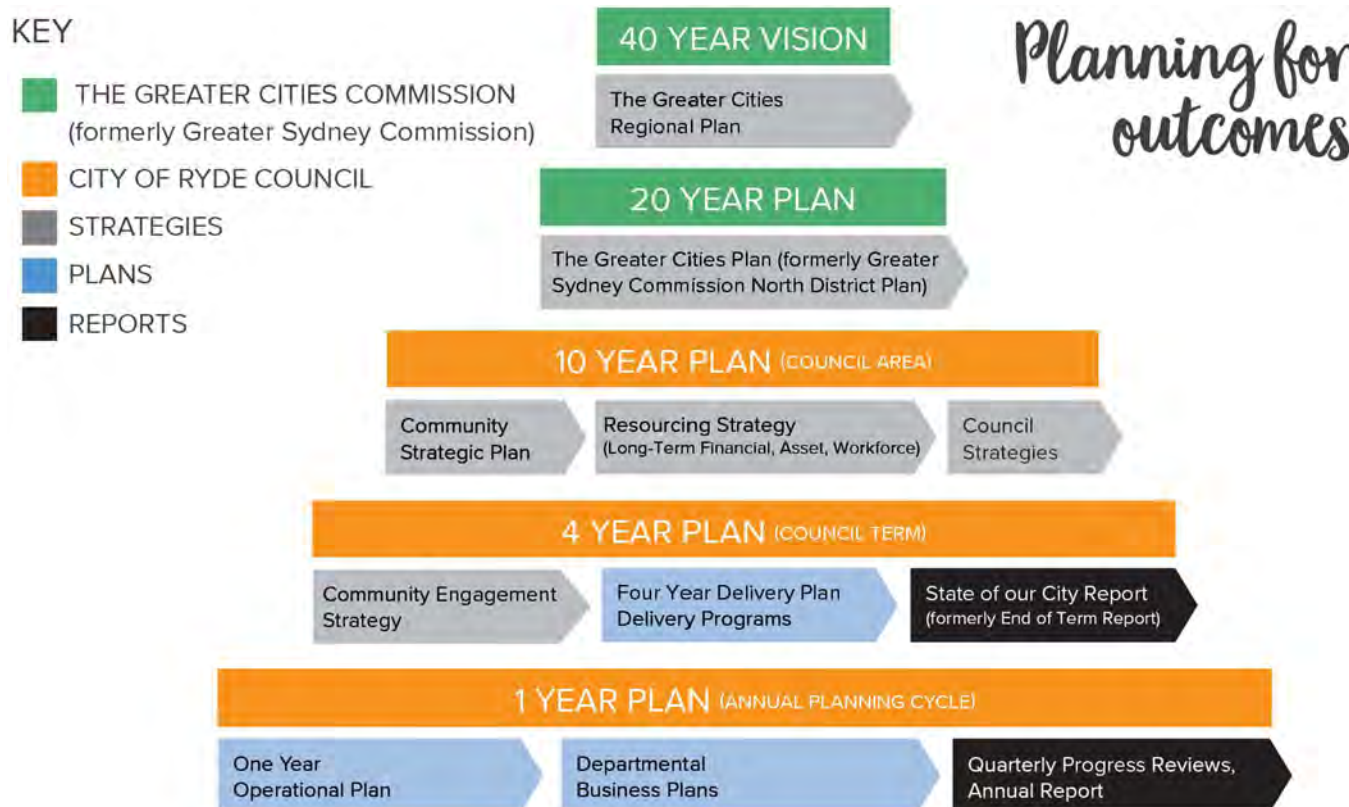 KEY
THE GREATER CITIES COMMISSION
(formerly Greater Sydney Commission)
CITY OF RYDE COUNCIL
STRATEGIES
PLANS
REPORTS
Planning for
outcomes
40 YEAR VISION
The Greater Cities
Regional Plan
20 YEAR PLAN
The Greater Cities Plan (formerly Greater
Sydney Commission North District Plan)
10 YEAR PLAN (COUNCIL AREA)
Community
Strategic Plan
Resourcing Strategy
(Long-Term Financial, Asset, Workforce)
Council
Strategies
4 YEAR PLAN (COUNCIL TERM)
Community Engagement
Strategy
Four Year Delivery Plan
Delivery Programs
State of our City Report
(formerly End of Term Report)
1 YEAR PLAN (ANNUAL PLANNING CYCLE)
One Year
Operational Plan
Departmental
Business Plans
Quarterly Progress Reviews,
Annual Report